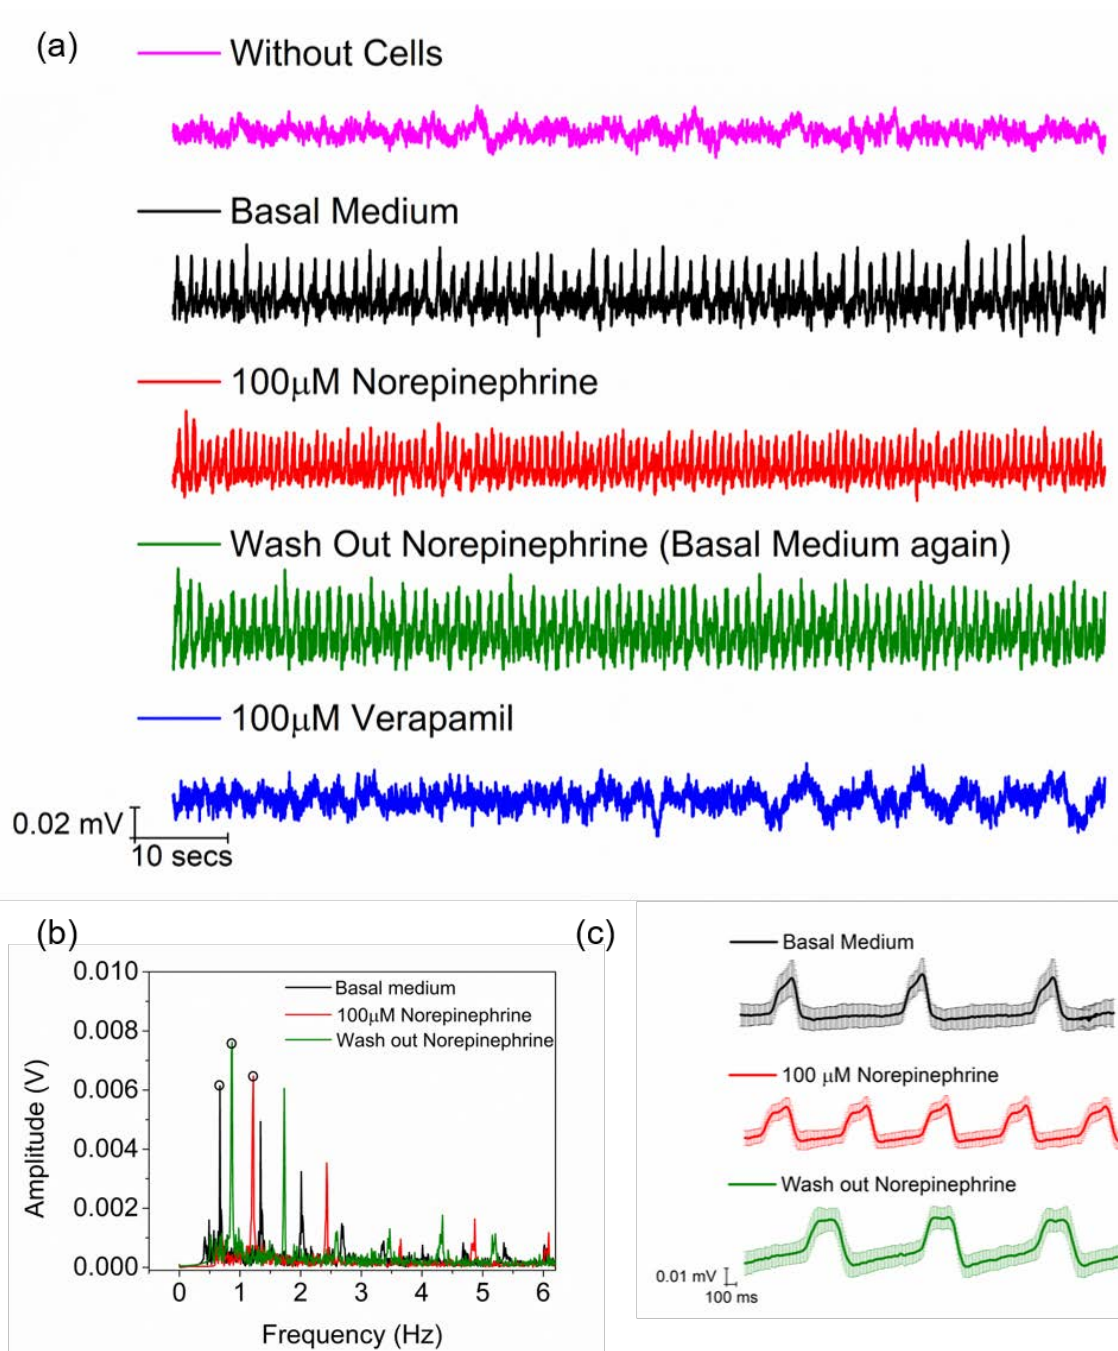 (a)
Without Cells
Basal Medium
100μM Norepinephrine
Wash Out Norepinephrine (Basal Medium again)
100μM Verapamil
0.02 mV
10 secs
(b)
0.010
0.008
0.006
0.004
0.002
0.000
Amplitude (V)
Basal medium
100μM Norepinephrine
Wash out Norepinephrine
0 1 2 3 4 5 6
Frequency (Hz)
(c)
Basal Medium
100 μM Norepinephrine
Wash out Norepinephrine
0.01 mV
100 ms